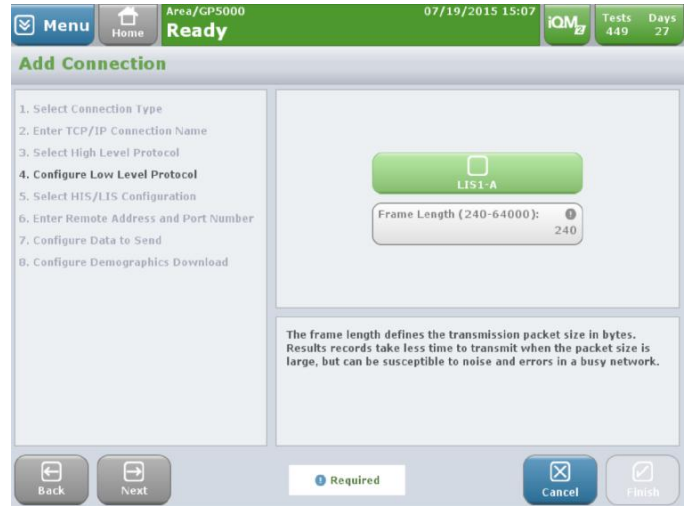 Menu
Home
Area/GP5000
07/19/2015 15:07
Ready
iQM2
Tests
449
Days
27
Add Connection
1. Select Connection Type
2. Enter TCP/IP Connection Name
3. Select High Level Protocol
4. Configure Low Level Protocol
5. Select HIS/LIS Configuration
6. Enter Remote Address and Port Number
7. Configure Data to Send
8. Configure Demographics Download
LIS1-A
Frame Length (240-64000):
240
The frame length defines the transmission packet size in bytes.
Results records take less time to transmit when the packet size is
large, but can be susceptible to noise and errors in a busy network.
Back
Next
Required
Cancel
Finish